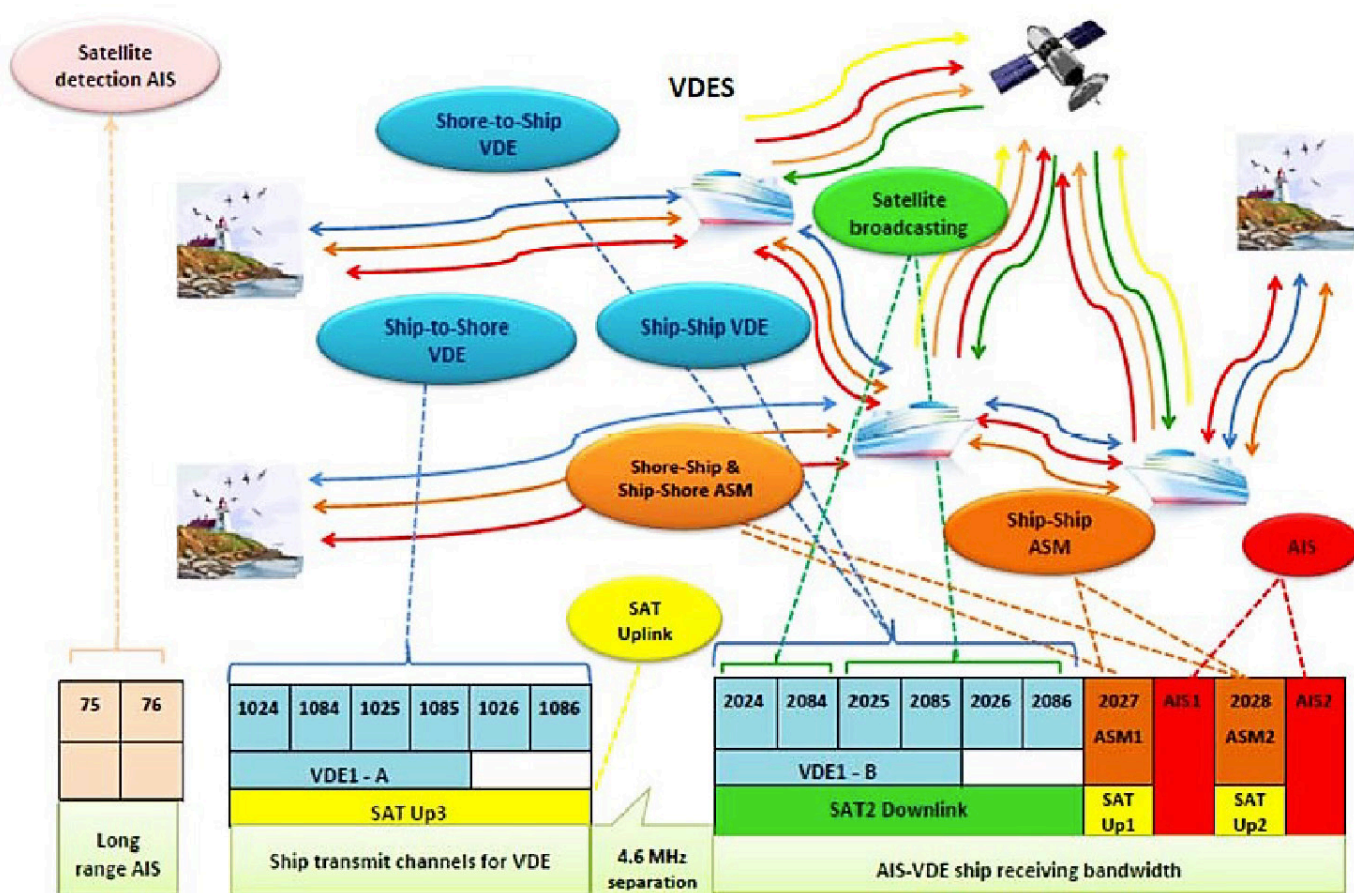 VDES
Satellite
detection AIS
Shore-to-Ship
VDE
Satellite
broadcasting
Ship-to-Shore
VDE
Ship-Ship VDE
Shore-Ship &
Ship-Shore ASM
Ship-Ship
ASM
AIS
SAT
Uplink
75 76
Long
range AIS
1024 1084 1025 1085 1026 1086
VDE1 - A
SAT Up3
Ship transmit channels for VDE
4.6 MHz
separation
2024 2084 2025 2085 2026 2086
VDE1 - B
SAT2 Downlink
2027
ASM1
SAT
Up1
AIS1
2028
ASM2
SAT
Up2
AIS2
AIS-VDE ship receiving bandwidth